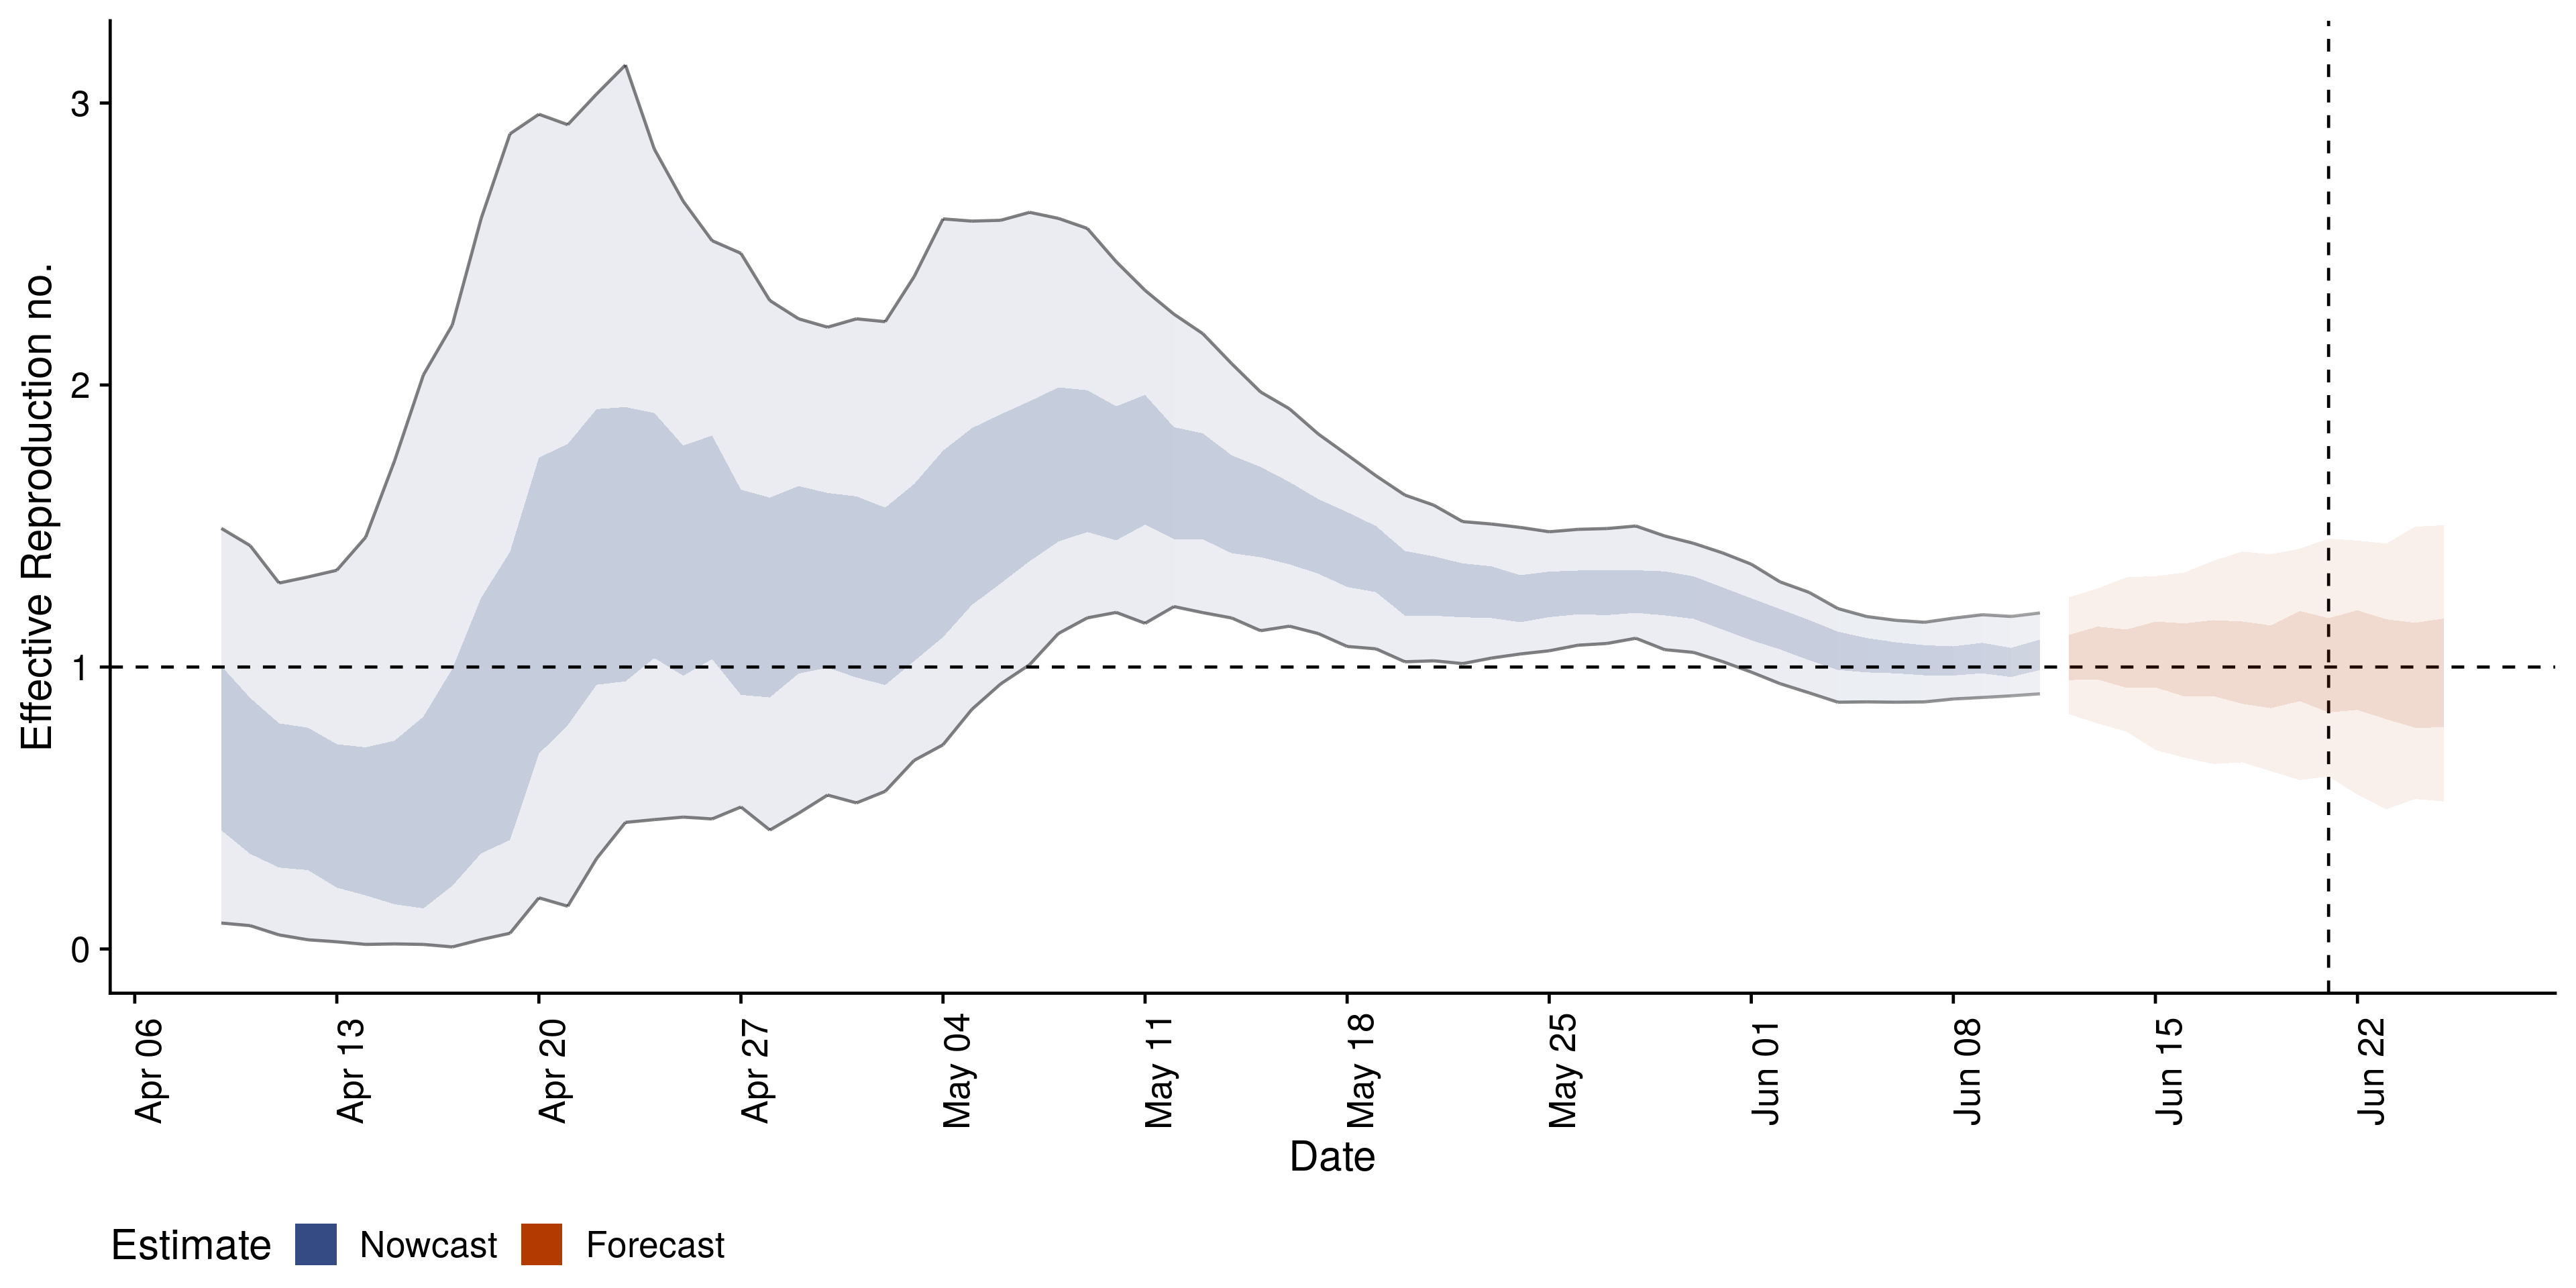 Effective Reproduction no.
3
2
1
0
Apr 06
Apr 13
Apr 20
Apr 27
May 04
May 11
May 18
May 25
Jun 01
Jun 08
Jun 15
Jun 22
Date
Estimate Nowcast Forecast